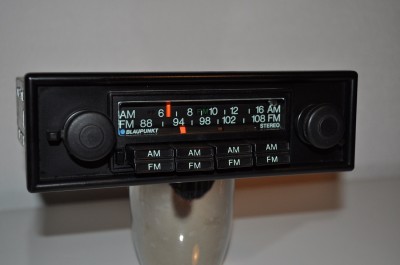 AM 6 8 10 12 16 AM
FM 88 94 98 102 108 FM
BLAUPUNKT STEREO
AM AM AM AM
FM FM FM FM